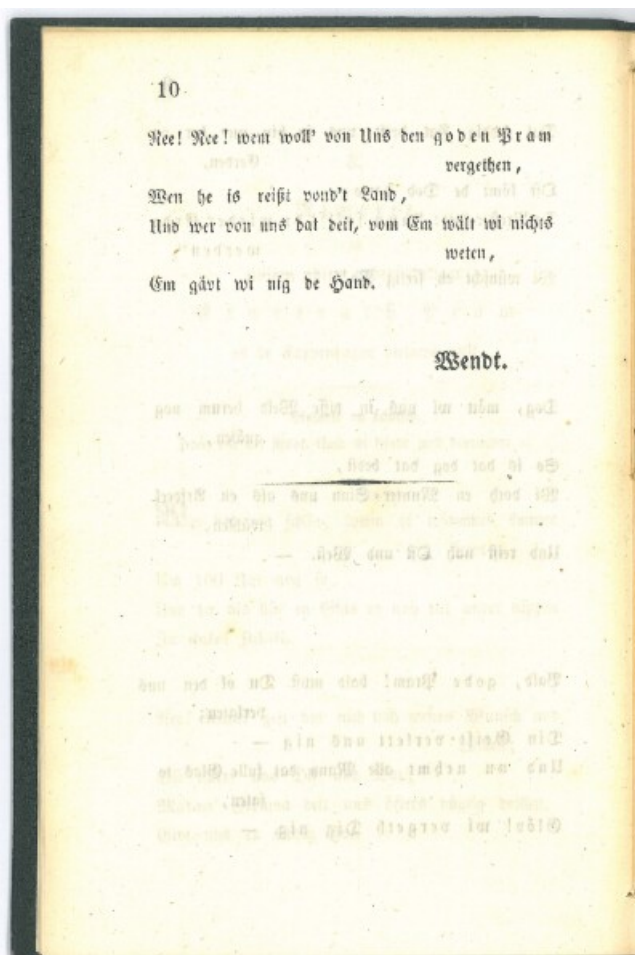 10
Nee! Nee! wem woll' von Uns den goden Pram
vergethen,
Wen he is reißt vond't Land,
Und wer von uns dat deit, vom Em wält wi nichts
weten,
Em gävt wi nig de Hand.
Wendt.